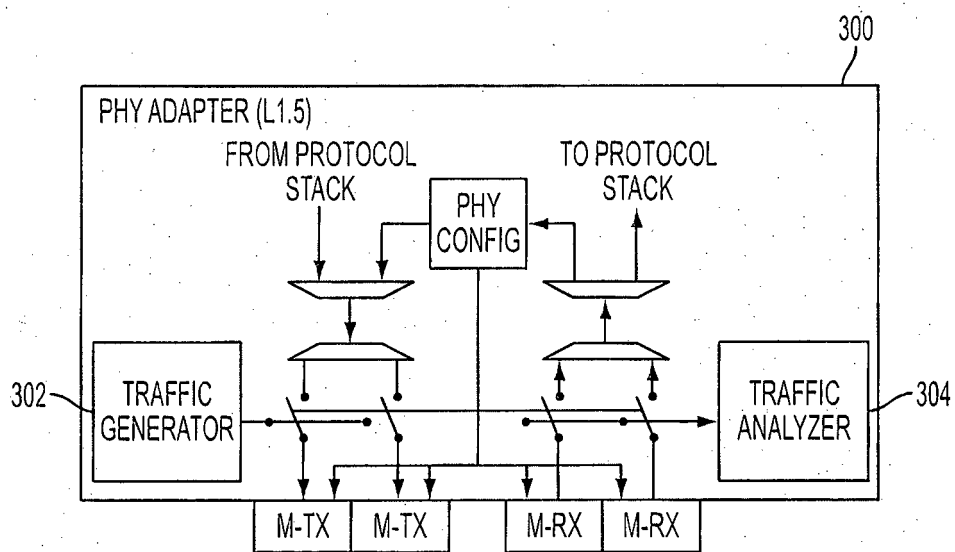 300
PHY ADAPTER (L1.5)
FROM PROTOCOL
STACK
TO PROTOCOL
STACK
PHY
CONFIG
302
TRAFFIC
GENERATOR
TRAFFIC
ANALYZER
304
M-TX
M-TX
M-RX
M-RX